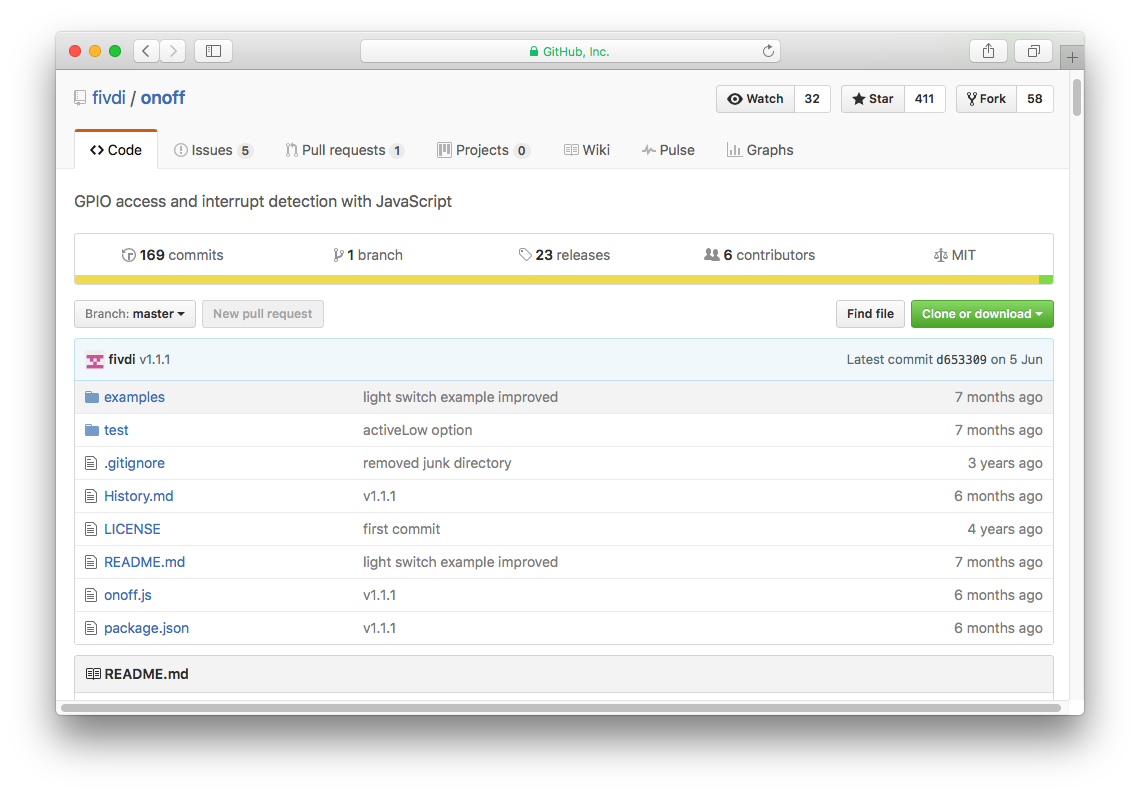 GitHub, Inc.
fivdi / onoff
Watch 32 Star 411 Fork 58
Code Issues 5 Pull requests 1 Projects 0 Wiki Pulse Graphs
GPIO access and interrupt detection with JavaScript
169 commits 1 branch 23 releases 6 contributors MIT
Branch: master New pull request Find file Clone or download
fivdi v1.1.1 Latest commit d653309 on 5 Jun
examples light switch example improved 7 months ago
test activeLow option 7 months ago
.gitignore removed junk directory 3 years ago
History.md v1.1.1 6 months ago
LICENSE first commit 4 years ago
README.md light switch example improved 7 months ago
onoff.js v1.1.1 6 months ago
package.json v1.1.1 6 months ago
README.md